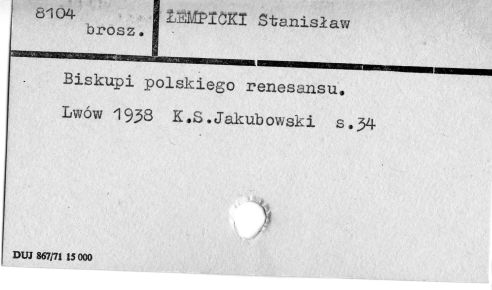 8104 ŁEMPICKI Stanisław
brosz.
Biskupi polskiego renesansu.
Lwów 1938 K.S.Jakubowski s.34
DUJ 867/71 15 000